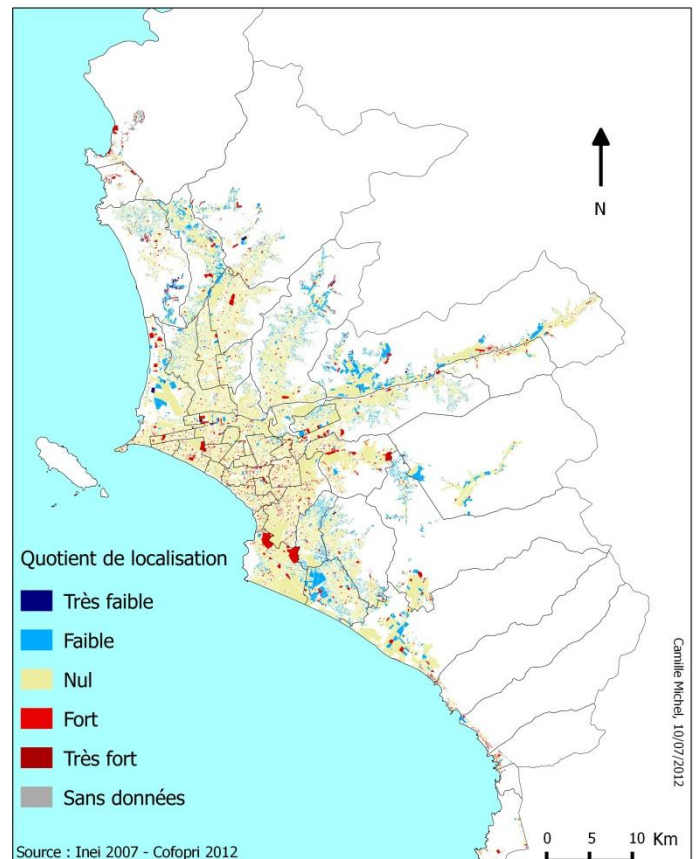 N
Quotient de localisation
Très faible
Faible
Nul
Fort
Très fort
Sans données
Camille Michel, 10/07/2012
Source : Inei 2007 - Cofopri 2012
0 5 10 Km